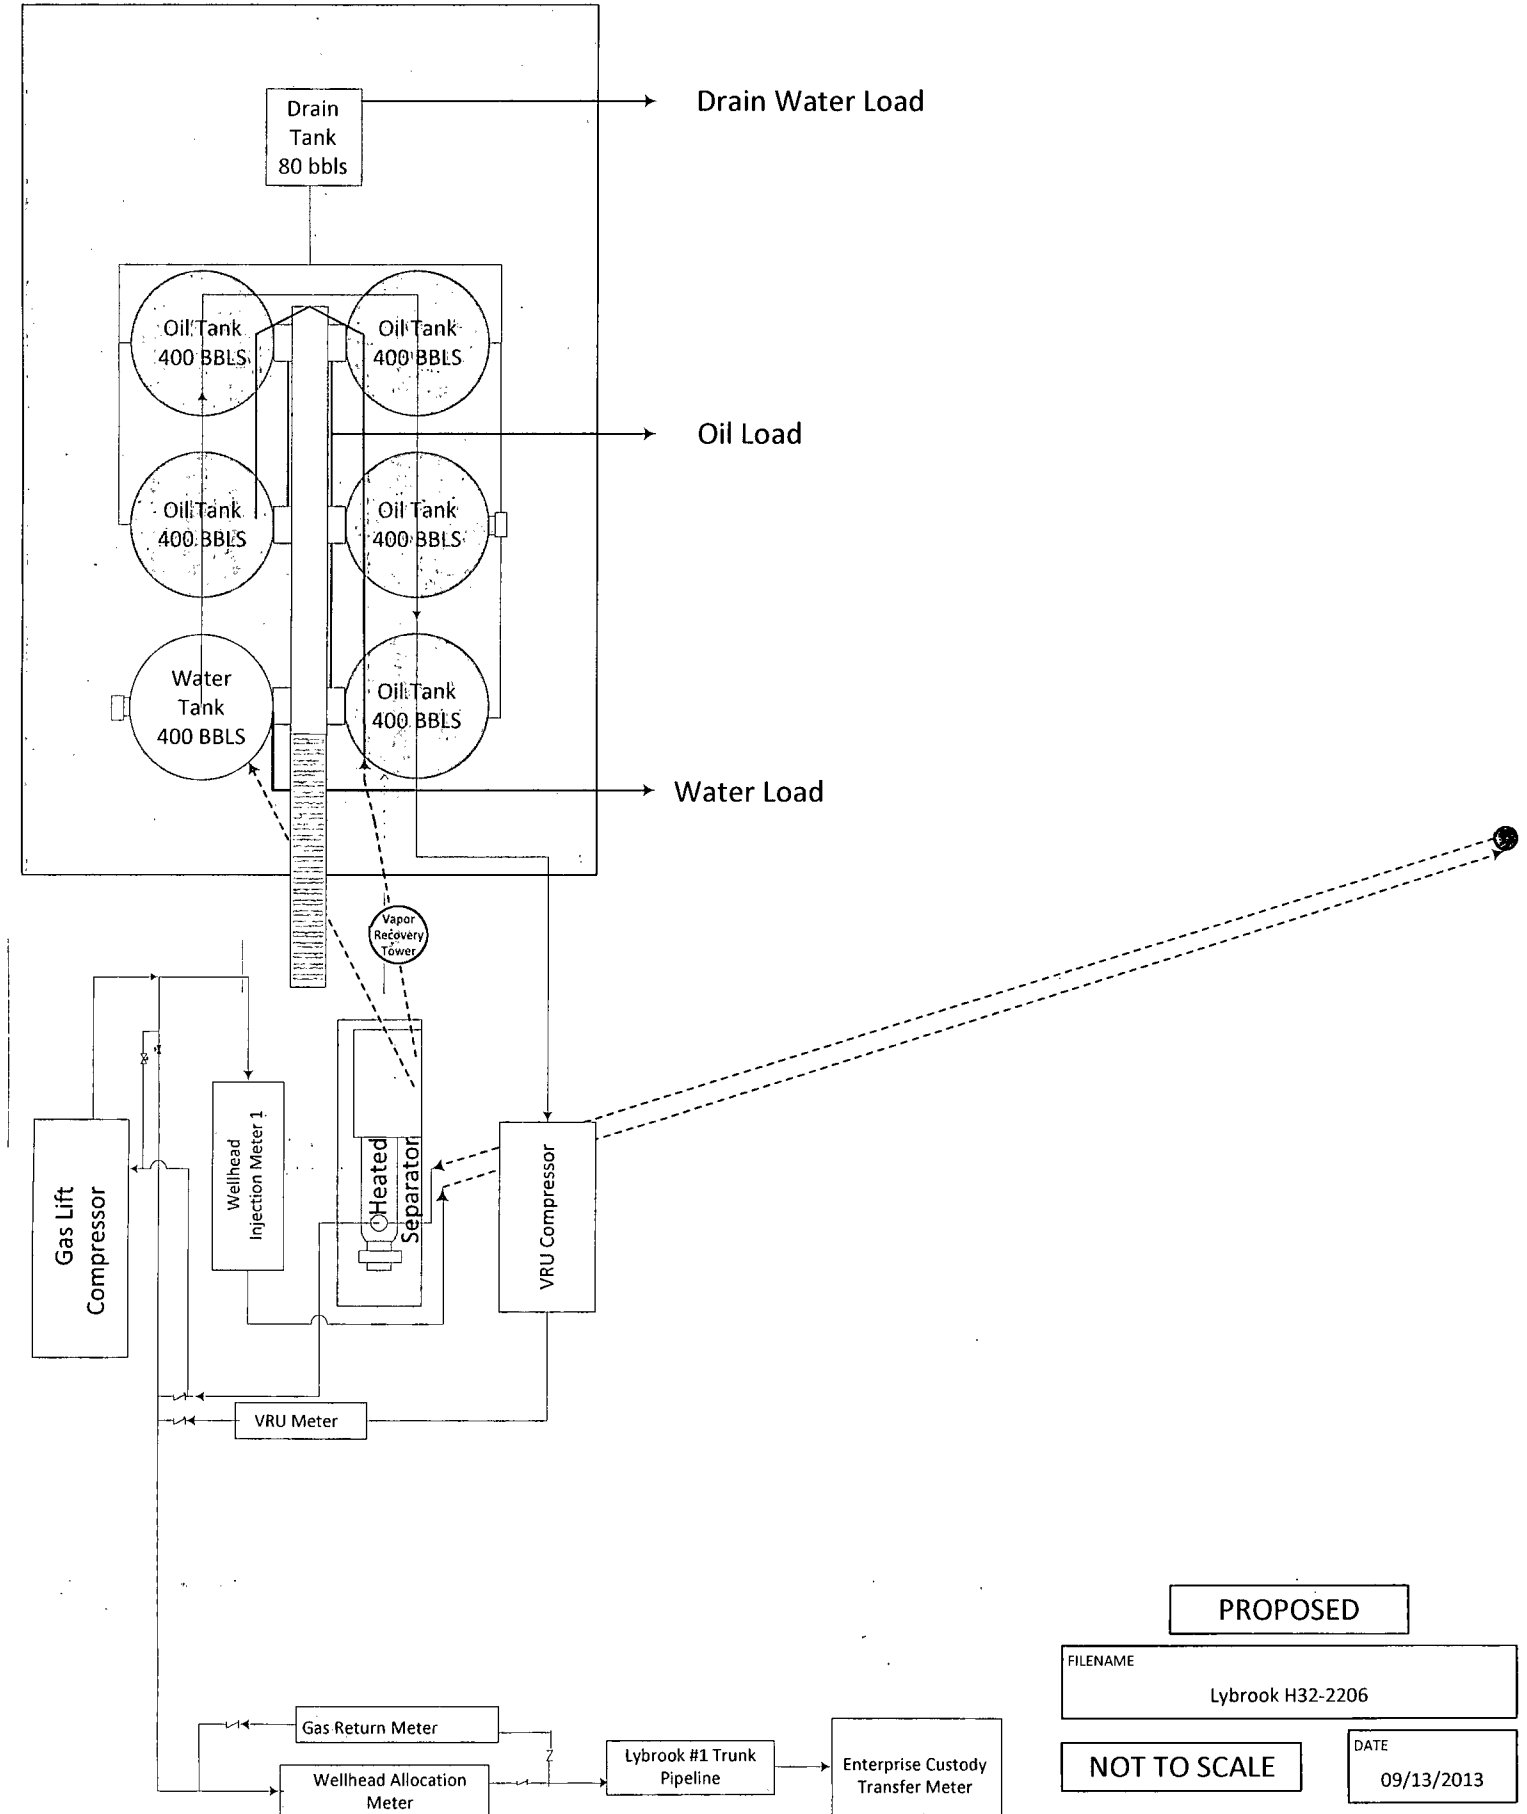 Drain
Tank
80 bbls
Drain Water Load
Oil Tank
400 BBLS
Oil Tank
400 BBLS
Oil Load
Oil Tank
400 BBLS
Oil Tank
400 BBLS
Water
Tank
400 BBLS
Oil Tank
400 BBLS
Water Load
Vapor
Recovery
Tower
Gas Lift
Compressor
Wellhead
Injection Meter 1
Heated
Separator
VRU Compressor
VRU Meter
Gas Return Meter
Wellhead Allocation
Meter
Lybrook #1 Trunk
Pipeline
Enterprise Custody
Transfer Meter
PROPOSED
FILENAME
Lybrook H32-2206
NOT TO SCALE
DATE
09/13/2013